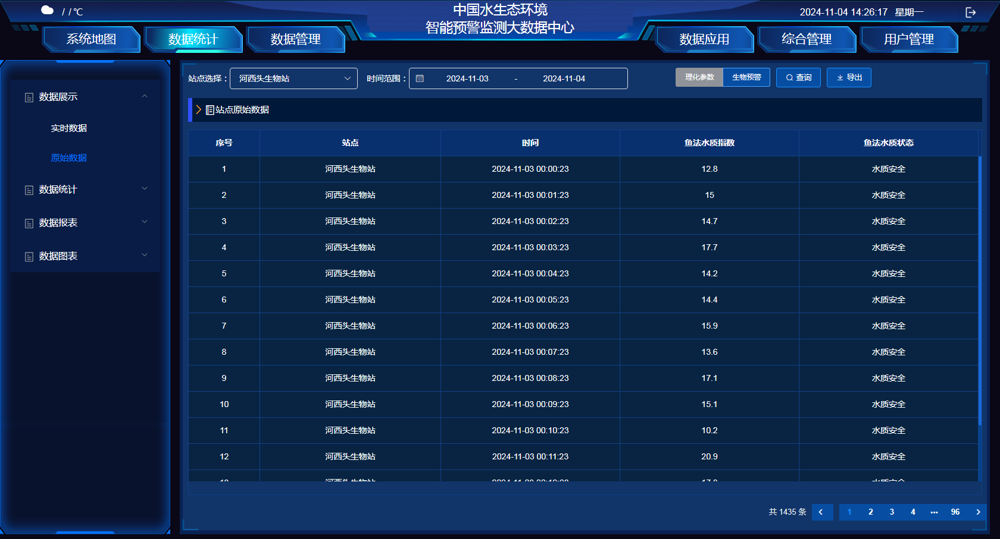 / / ℃
中国水生态环境
智能预警监测大数据中心
2024-11-04 14:26:17 星期一
系统地图
数据统计
数据管理
数据应用
综合管理
用户管理
数据展示
实时数据
原始数据
数据统计
数据报表
数据图表
站点选择： 河西头生物站 时间范围： 2024-11-03 - 2024-11-04 理化参数 生物预警 查询 导出
站点原始数据
序号 站点 时间 鱼法水质指数 鱼法水质状态
1 河西头生物站 2024-11-03 00:00:23 12.8 水质安全
2 河西头生物站 2024-11-03 00:01:23 15 水质安全
3 河西头生物站 2024-11-03 00:02:23 14.7 水质安全
4 河西头生物站 2024-11-03 00:03:23 17.7 水质安全
5 河西头生物站 2024-11-03 00:04:23 14.2 水质安全
6 河西头生物站 2024-11-03 00:05:23 14.4 水质安全
7 河西头生物站 2024-11-03 00:06:23 15.9 水质安全
8 河西头生物站 2024-11-03 00:07:23 13.6 水质安全
9 河西头生物站 2024-11-03 00:08:23 17.1 水质安全
10 河西头生物站 2024-11-03 00:09:23 15.1 水质安全
11 河西头生物站 2024-11-03 00:10:23 10.2 水质安全
12 河西头生物站 2024-11-03 00:11:23 20.9 水质安全
共 1435 条 1 2 3 4 ••• 96